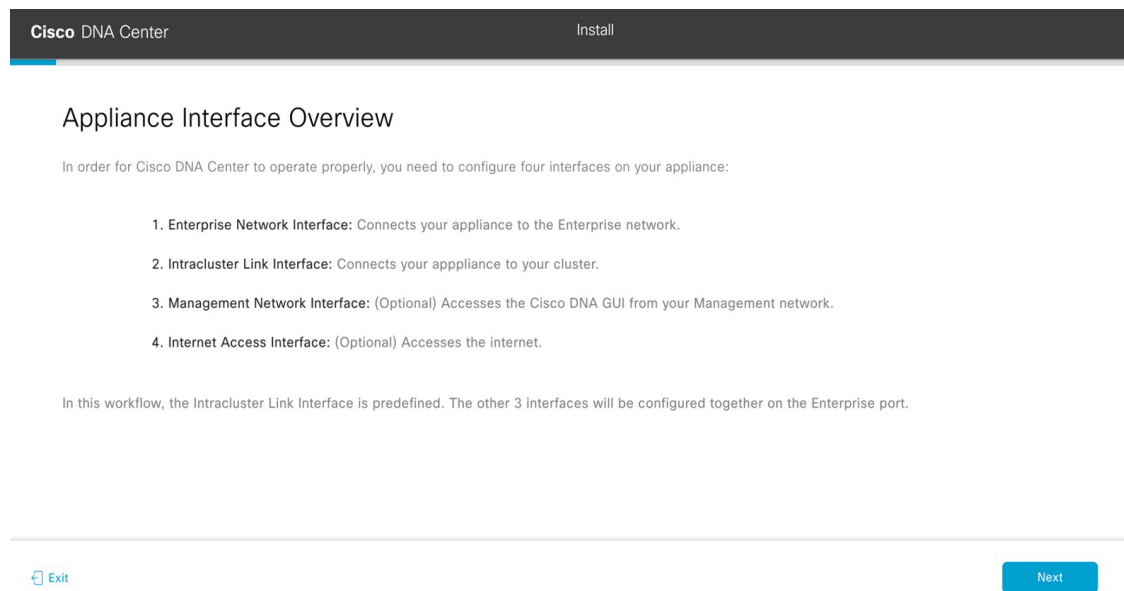 Cisco DNA Center
Install
Appliance Interface Overview
In order for Cisco DNA Center to operate properly, you need to configure four interfaces on your appliance:
1. Enterprise Network Interface: Connects your appliance to the Enterprise network.
2. Intracluster Link Interface: Connects your apppliance to your cluster.
3. Management Network Interface: (Optional) Accesses the Cisco DNA GUI from your Management network.
4. Internet Access Interface: (Optional) Accesses the internet.
In this workflow, the Intracluster Link Interface is predefined. The other 3 interfaces will be configured together on the Enterprise port.
Exit
Next